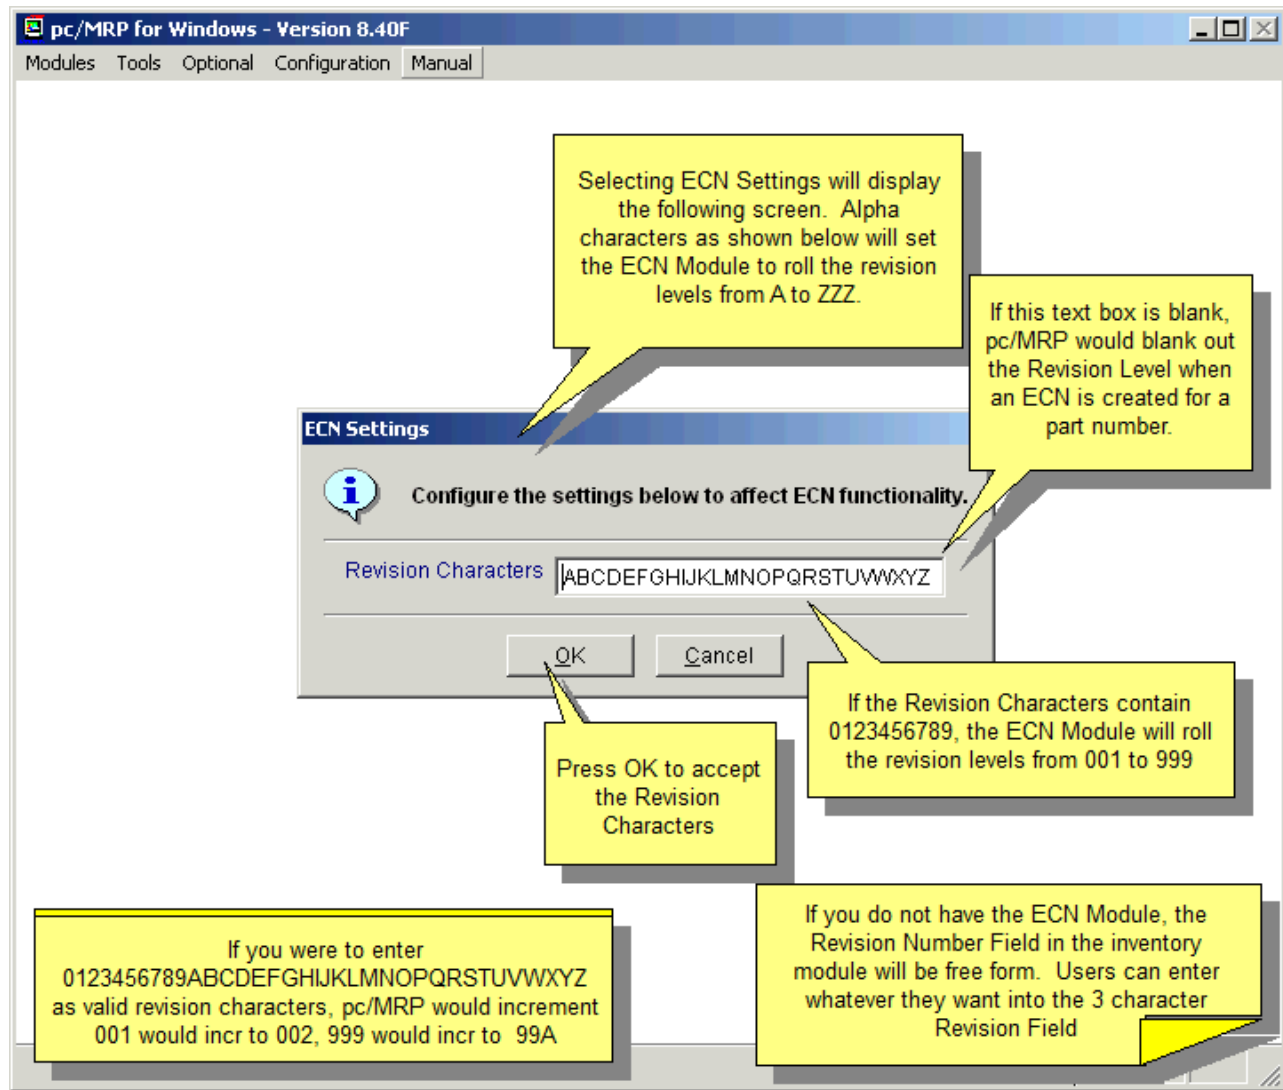 pc/MRP for Windows - Version 8.40F
Modules Tools Optional Configuration Manual
Selecting ECN Settings will display
the following screen. Alpha
characters as shown below will set
the ECN Module to roll the revision
levels from A to ZZZ.
If this text box is blank,
pc/MRP would blank out
the Revision Level when
an ECN is created for a
part number.
ECN Settings
Configure the settings below to affect ECN functionality.
Revision Characters ABCDEFGHIJKLMNOPQRSTUVWXYZ
OK Cancel
If the Revision Characters contain
0123456789, the ECN Module will roll
the revision levels from 001 to 999
Press OK to accept
the Revision
Characters
If you were to enter
0123456789ABCDEFGHIJKLMNOPQRSTUVWXYZ
as valid revision characters, pc/MRP would increment
001 would incr to 002, 999 would incr to 99A
If you do not have the ECN Module, the
Revision Number Field in the inventory
module will be free form. Users can enter
whatever they want into the 3 character
Revision Field